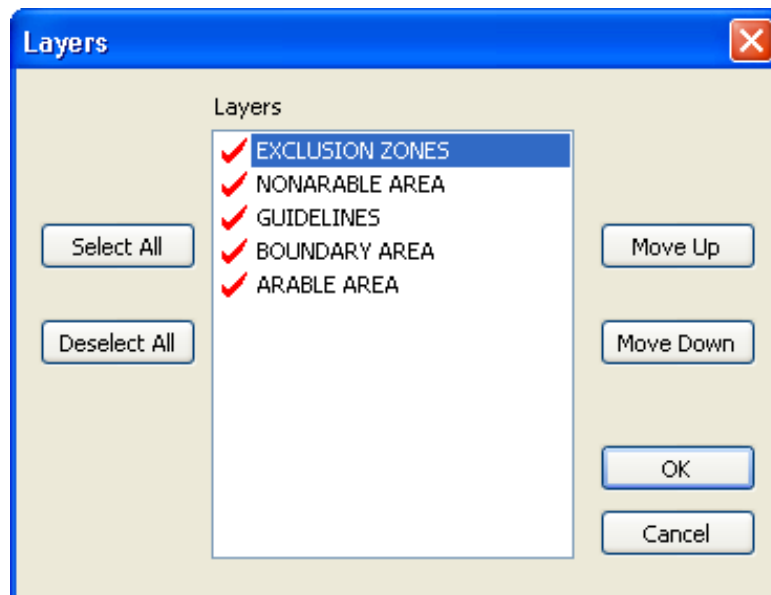 Layers
Layers
EXCLUSION ZONES
NONARABLE AREA
GUIDELINES
BOUNDARY AREA
ARABLE AREA
Select All
Deselect All
Move Up
Move Down
OK
Cancel